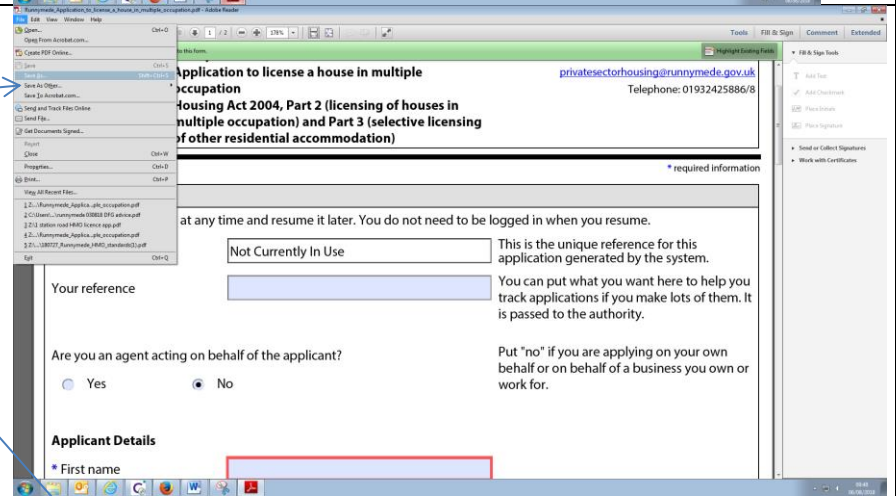 Runnymede_Application_to_license_a_house_in_multiple_occupation.pdf - Adobe Reader
File Edit View Window Help
1 / 2 178% Tools Fill & Sign Comment Extended
Open... Ctrl+O
Open From Acrobat.com...
Create PDF Online...
Save Ctrl+S
Save As... Shift+Ctrl+S
Save As Other...
Save To Acrobat.com...
Send and Track Files Online
Send File...
Get Documents Signed...
Revert
Close Ctrl+W
Properties... Ctrl+D
Print... Ctrl+P
View All Recent Files...
Exit Ctrl+Q
this form.
Highlight Existing Fields
Fill & Sign Tools
Add Text
Add Checkmark
Place Initials
Place Signature
Send or Collect Signatures
Work with Certificates
Application to license a house in multiple
occupation
Housing Act 2004, Part 2 (licensing of houses in
multiple occupation) and Part 3 (selective licensing
of other residential accommodation)
privatesectorhousing@runnymede.gov.uk
Telephone: 01932425886/8
* required information
at any time and resume it later. You do not need to be logged in when you resume.
Not Currently In Use
This is the unique reference for this
application generated by the system.
Your reference
You can put what you want here to help you
track applications if you make lots of them. It
is passed to the authority.
Are you an agent acting on behalf of the applicant?
Yes No
Put "no" if you are applying on your own
behalf or on behalf of a business you own or
work for.
Applicant Details
* First name